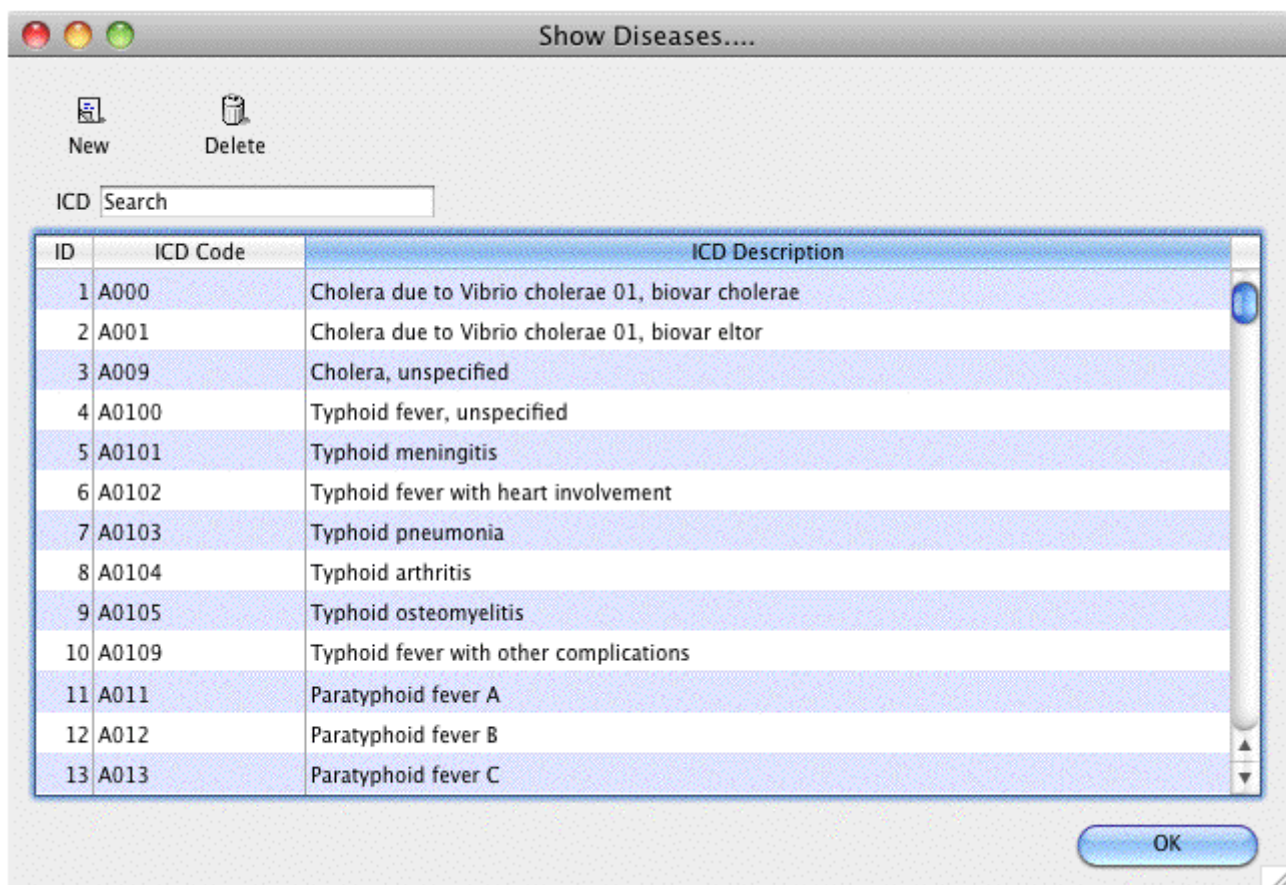 Show Diseases....
New Delete
ICD Search
ID ICD Code ICD Description
1 A000 Cholera due to Vibrio cholerae 01, biovar cholerae
2 A001 Cholera due to Vibrio cholerae 01, biovar eltor
3 A009 Cholera, unspecified
4 A0100 Typhoid fever, unspecified
5 A0101 Typhoid meningitis
6 A0102 Typhoid fever with heart involvement
7 A0103 Typhoid pneumonia
8 A0104 Typhoid arthritis
9 A0105 Typhoid osteomyelitis
10 A0109 Typhoid fever with other complications
11 A011 Paratyphoid fever A
12 A012 Paratyphoid fever B
13 A013 Paratyphoid fever C
OK